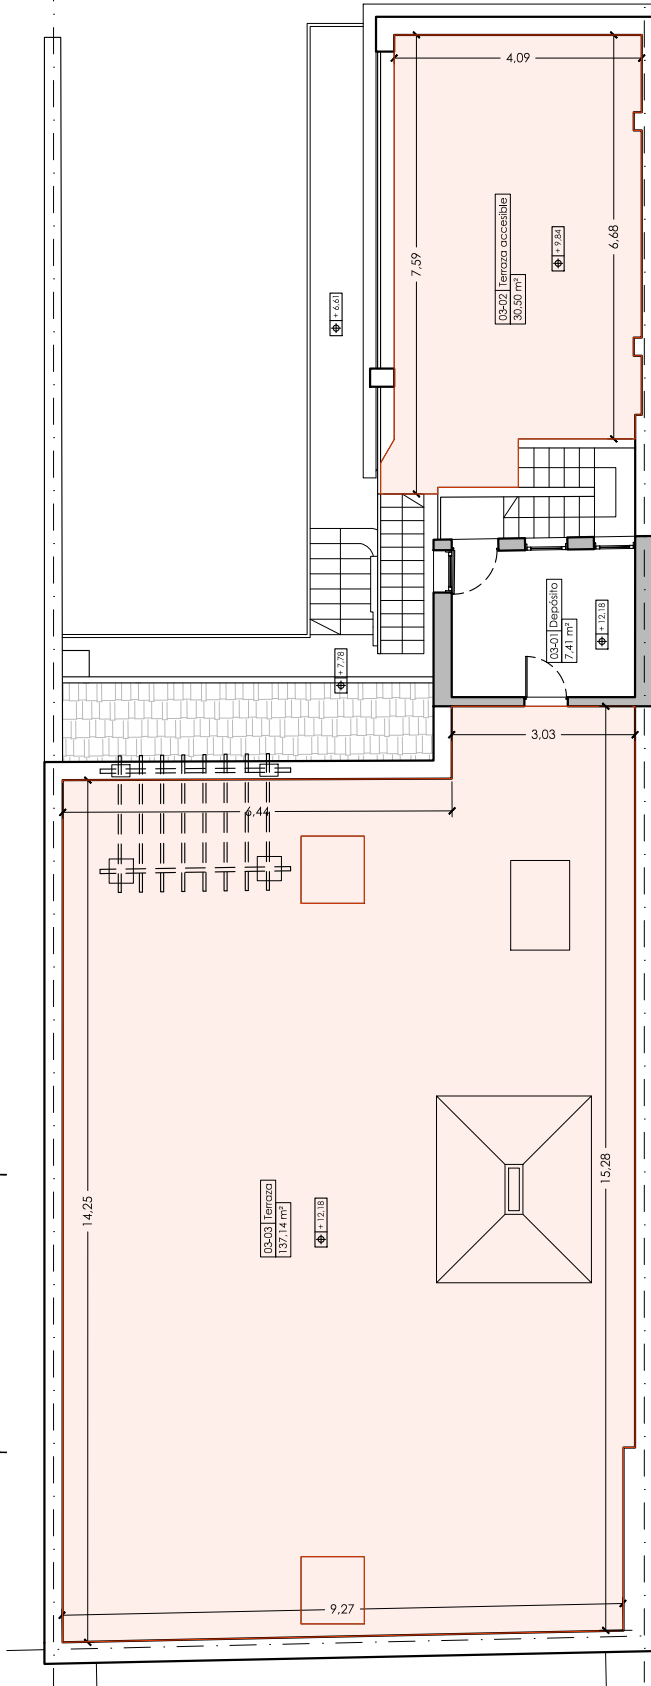 4,09
7,59
6,68
03-02 Terraza accesible
30.50 m²
+ 9.84
+ 6.61
03-01 Depósito
7,41 m²
+ 12.18
+ 7.78
3,03
6,44
14,25
15,28
03-03 Terraza
137,14 m²
+ 12.18
9,27